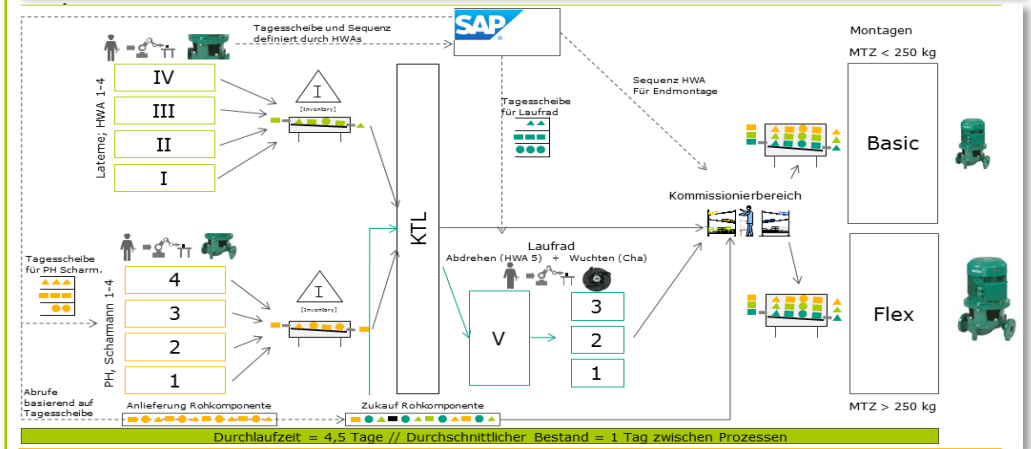 SAP
Tagesscheibe und Sequenz
definiert durch HWAs
Montagen
MTZ < 250 kg
Laterne; HWA 1-4
IV
III
II
I
I
[Inventory]
Tagesscheibe
für Laufrad
Sequenz HWA
Für Endmontage
Basic
KTL
Kommissionierbereich
Tagesscheibe
für PH Scharm.
PH, Scharmann 1-4
4
3
2
1
I
[Inventory]
Laufrad
Abdrehen (HWA 5) + Wuchten (Cha)
V
3
2
1
Flex
MTZ > 250 kg
Abrufe
basierend auf
Tagesscheibe
Anlieferung Rohkomponente
Zukauf Rohkomponente
Durchlaufzeit = 4,5 Tage // Durchschnittlicher Bestand = 1 Tag zwischen Prozessen